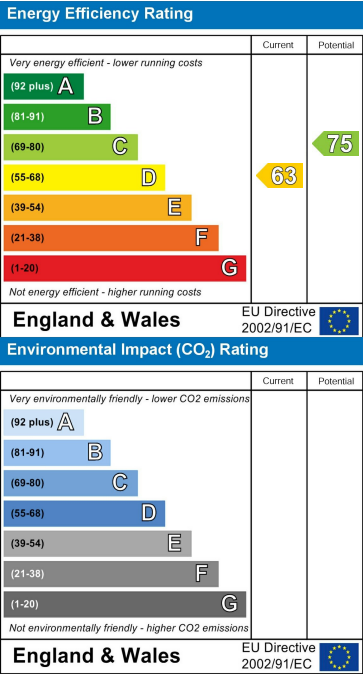 Energy Efficiency Rating
Current Potential
Very energy efficient - lower running costs
(92 plus) A
(81-91) B
(69-80) C
75
(55-68) D
63
(39-54) E
(21-38) F
(1-20) G
Not energy efficient - higher running costs
England & Wales
EU Directive
2002/91/EC
Environmental Impact (CO₂) Rating
Current Potential
Very environmentally friendly - lower CO2 emissions
(92 plus) A
(81-91) B
(69-80) C
(55-68) D
(39-54) E
(21-38) F
(1-20) G
Not environmentally friendly - higher CO2 emissions
England & Wales
EU Directive
2002/91/EC